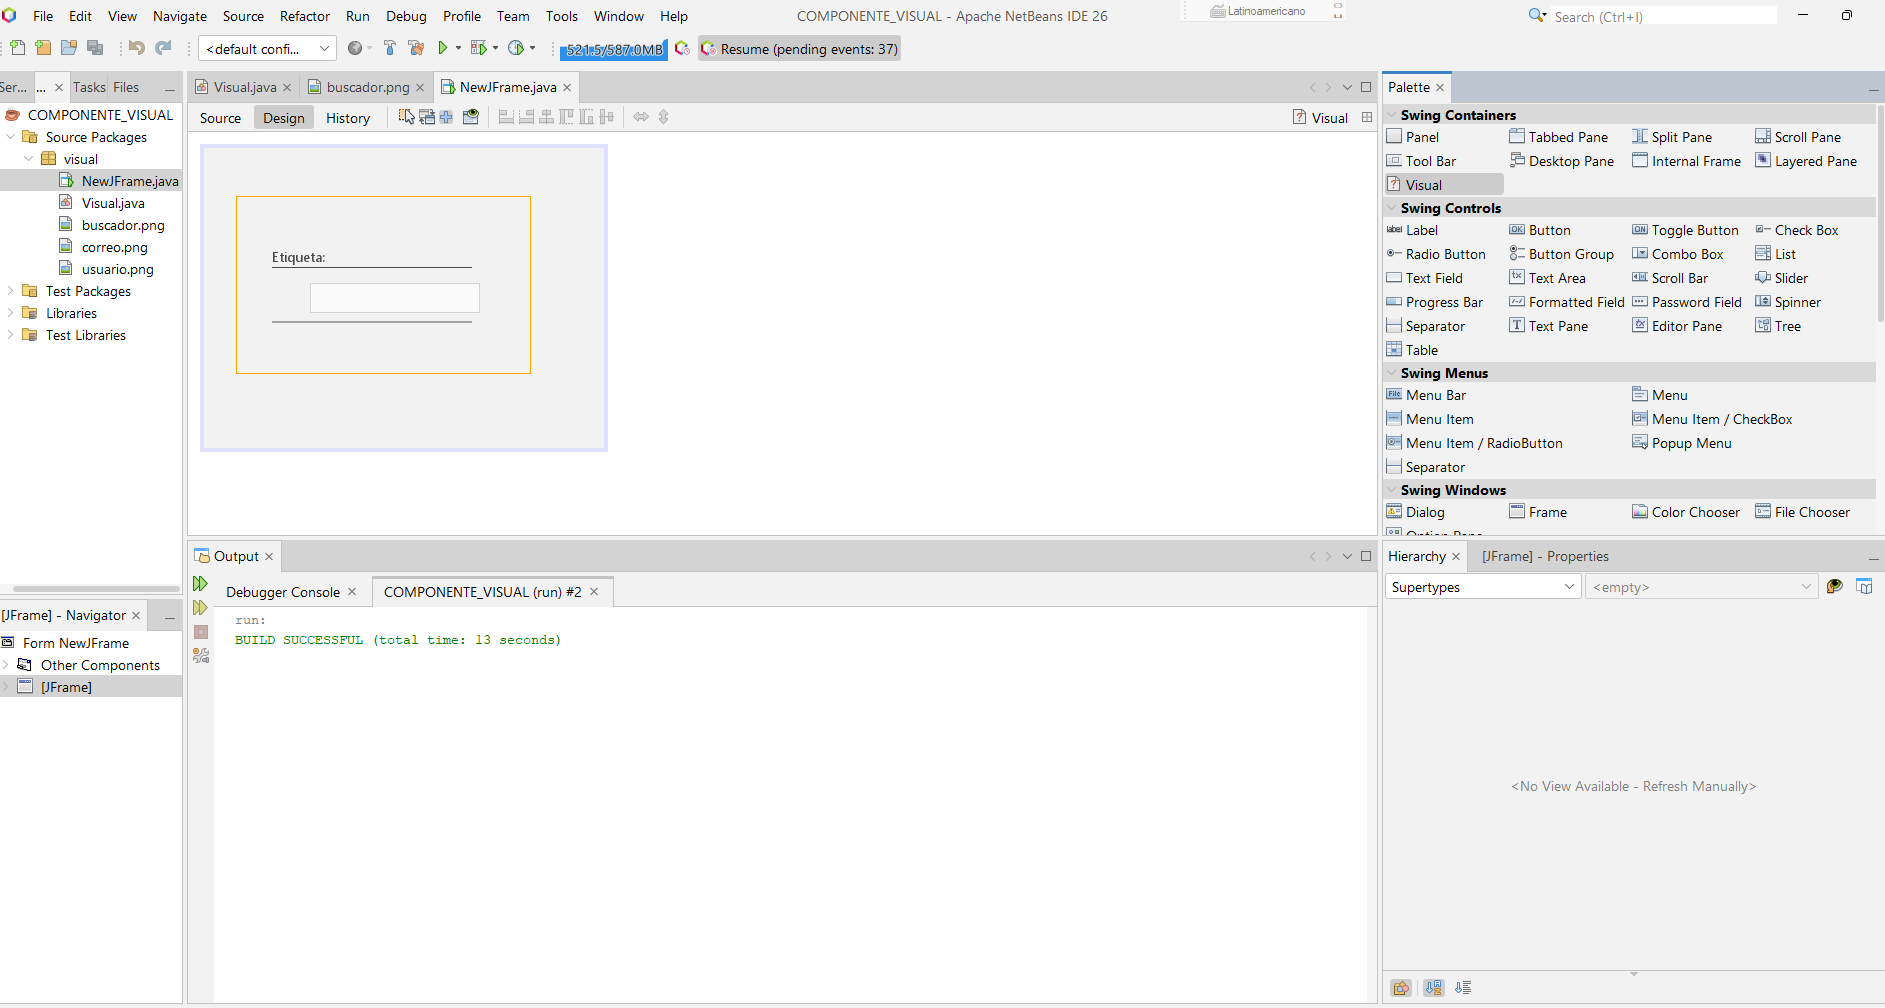 File Edit View Navigate Source Refactor Run Debug Profile Team Tools Window Help COMPONENTE_VISUAL - Apache NetBeans IDE 26 Latinoamericano Search (Ctrl+I)
<default confi... 521.5/587.0MB Resume (pending events: 37)
Ser... ... Tasks Files Visual.java buscador.png NewJFrame.java Palette
Source Design History Visual
COMPONENTE_VISUAL
Source Packages
visual
NewJFrame.java
Visual.java
buscador.png
correo.png
usuario.png
Test Packages
Libraries
Test Libraries
Etiqueta:
Swing Containers
Panel Tabbed Pane Split Pane Scroll Pane
Tool Bar Desktop Pane Internal Frame Layered Pane
Visual
Swing Controls
Label Button Toggle Button Check Box
Radio Button Button Group Combo Box List
Text Field Text Area Scroll Bar Slider
Progress Bar Formatted Field Password Field Spinner
Separator Text Pane Editor Pane Tree
Table
Swing Menus
Menu Bar Menu
Menu Item Menu Item / CheckBox
Menu Item / RadioButton Popup Menu
Separator
Swing Windows
Dialog Frame Color Chooser File Chooser
Output
Debugger Console COMPONENTE_VISUAL (run) #2
run:
BUILD SUCCESSFUL (total time: 13 seconds)
[JFrame] - Navigator
Form NewJFrame
Other Components
[JFrame]
Hierarchy [JFrame] - Properties
Supertypes <empty>
<No View Available - Refresh Manually>